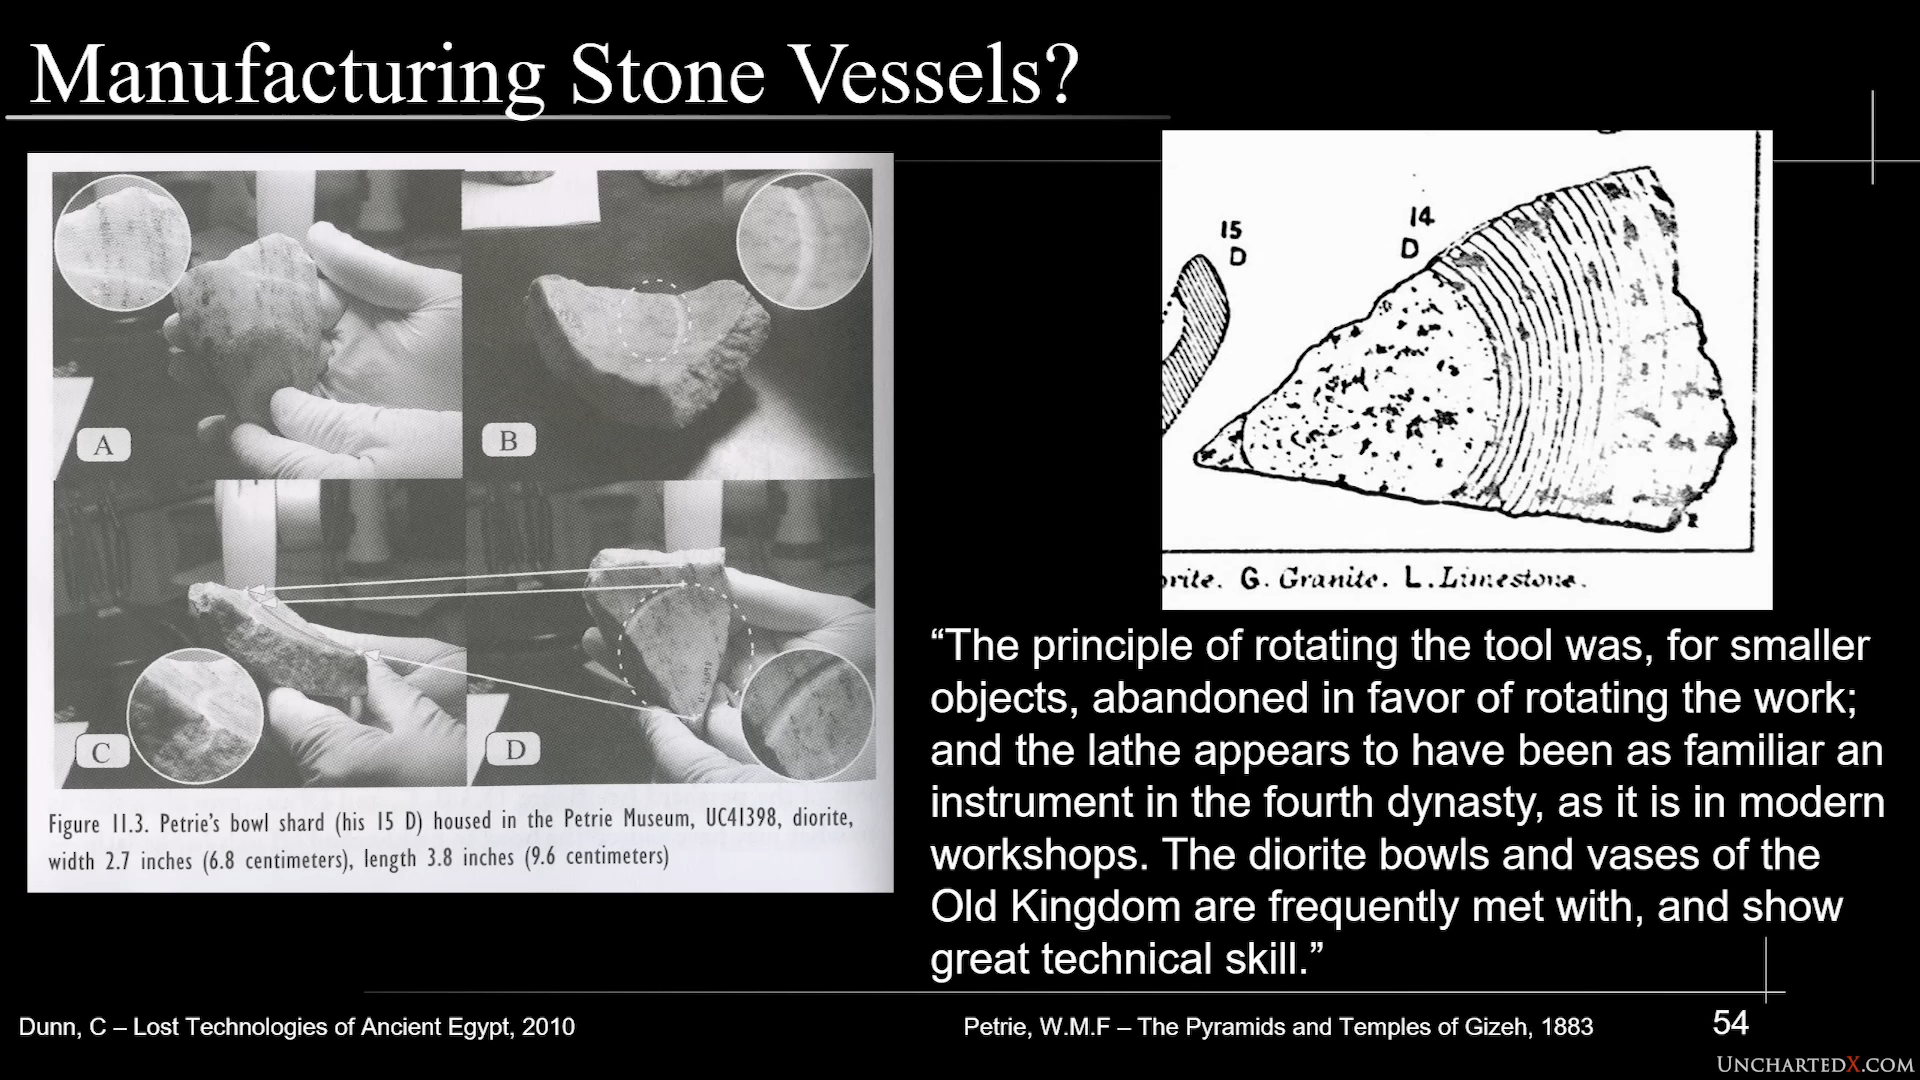 Manufacturing Stone Vessels?
A
B
C
D
Figure 11.3. Petrie's bowl shard (his 15 D) housed in the Petrie Museum, UC41398, diorite,
width 2.7 inches (6.8 centimeters), length 3.8 inches (9.6 centimeters)
15
D
14
D
rite. G. Granite. L. Limestone.
“The principle of rotating the tool was, for smaller
objects, abandoned in favor of rotating the work;
and the lathe appears to have been as familiar an
instrument in the fourth dynasty, as it is in modern
workshops. The diorite bowls and vases of the
Old Kingdom are frequently met with, and show
great technical skill.”
Dunn, C – Lost Technologies of Ancient Egypt, 2010
Petrie, W.M.F – The Pyramids and Temples of Gizeh, 1883
54
UNCHARTEDX.COM